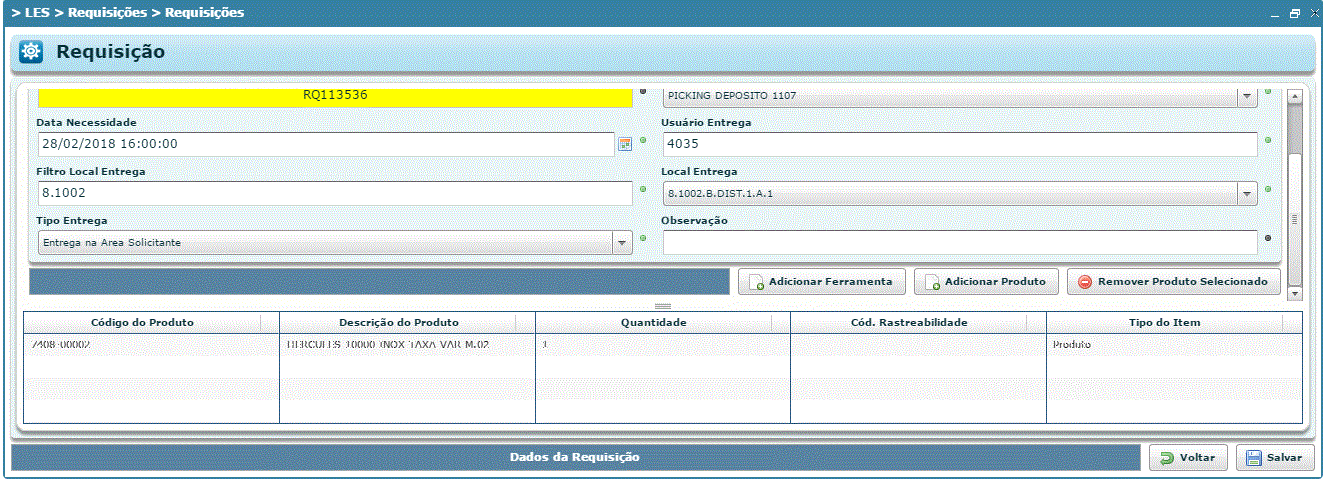 > LES > Requisições > Requisições
Requisição
RQ113536
PICKING DEPOSITO 1107
Data Necessidade
Usuário Entrega
28/02/2018 16:00:00
4035
Filtro Local Entrega
Local Entrega
8.1002
8.1002.B.DIST.1.A.1
Tipo Entrega
Observação
Entrega na Area Solicitante
Adicionar Ferramenta
Adicionar Produto
Remover Produto Selecionado
Código do Produto
Descrição do Produto
Quantidade
Cód. Rastreabilidade
Tipo do Item
HERCULES 10000 INOX TAXA VAR M.02
1
Produto
Dados da Requisição
Voltar
Salvar